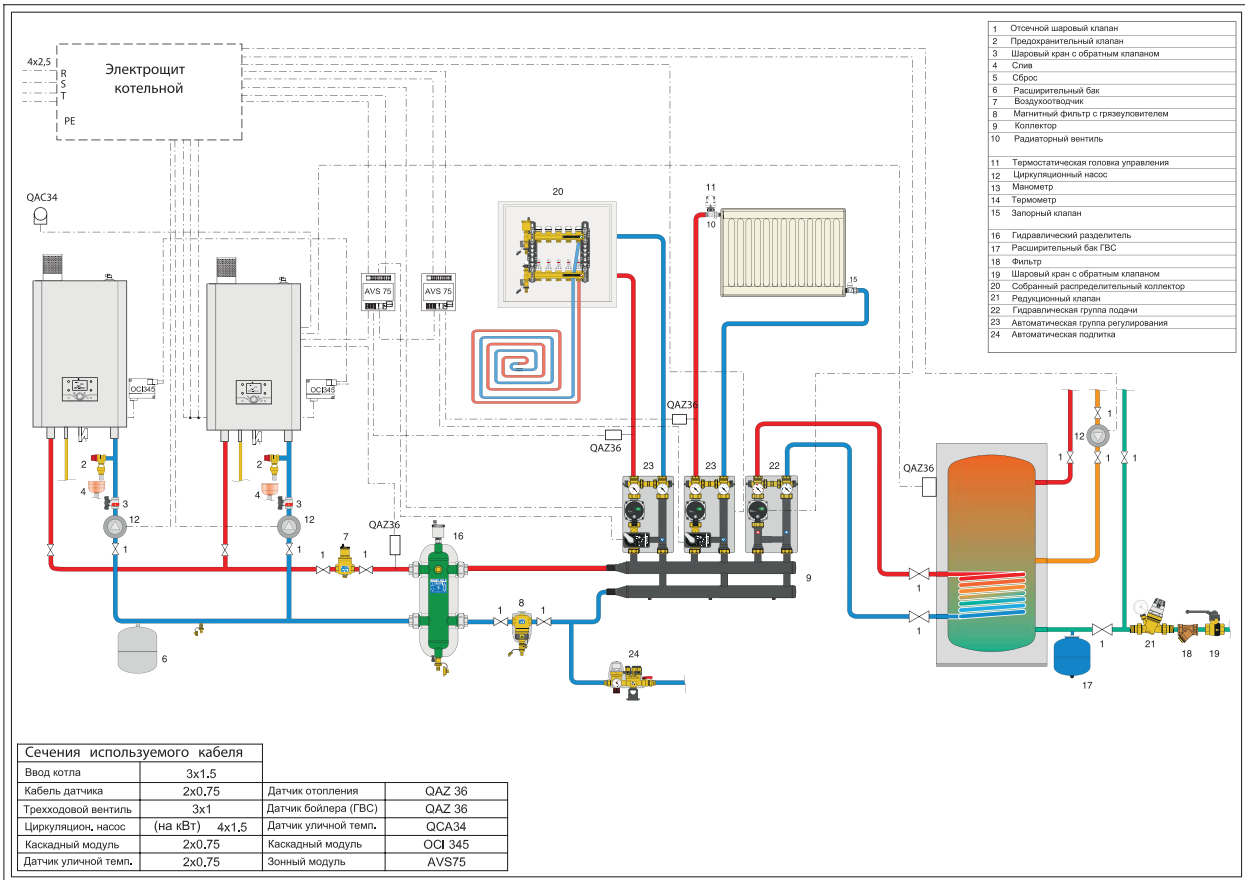 4x2,5
R
S
T
PE
Электрощит
котельной
QAC34
AVS 75
AVS 75
OCI345
OCI345
20
11
10
15
QAZ36
QAZ36
QAZ36
QAZ36
23
23
22
12
1
1
1
1
2
4
3
12
1
2
4
3
12
1
1
7
1
16
1
8
1
9
24
6
1
1
1
17
21
18
19
1 Отсечной шаровый клапан
2 Предохранительный клапан
3 Шаровый кран с обратным клапаном
4 Слив
5 Сброс
6 Расширительный бак
7 Воздухоотводчик
8 Магнитный фильтр с грязеуловителем
9 Коллектор
10 Радиаторный вентиль
11 Термостатическая головка управления
12 Циркуляционный насос
13 Манометр
14 Термометр
15 Запорный клапан
16 Гидравлический разделитель
17 Расширительный бак ГВС
18 Фильтр
19 Шаровый кран с обратным клапаном
20 Собранный распределительный коллектор
21 Редукционный клапан
22 Гидравлическая группа подачи
23 Автоматическая группа регулирования
24 Автоматическая подпитка
Сечения используемого кабеля
Ввод котла 3x1.5
Кабель датчика 2x0.75 Датчик отопления QAZ 36
Трехходовой вентиль 3x1 Датчик бойлера (ГВС) QAZ 36
Циркуляцион. насос (на кВт) 4x1.5 Датчик уличной темп. QCA34
Каскадный модуль 2x0.75 Каскадный модуль OCI 345
Датчик уличной темп. 2x0.75 Зонный модуль AVS75